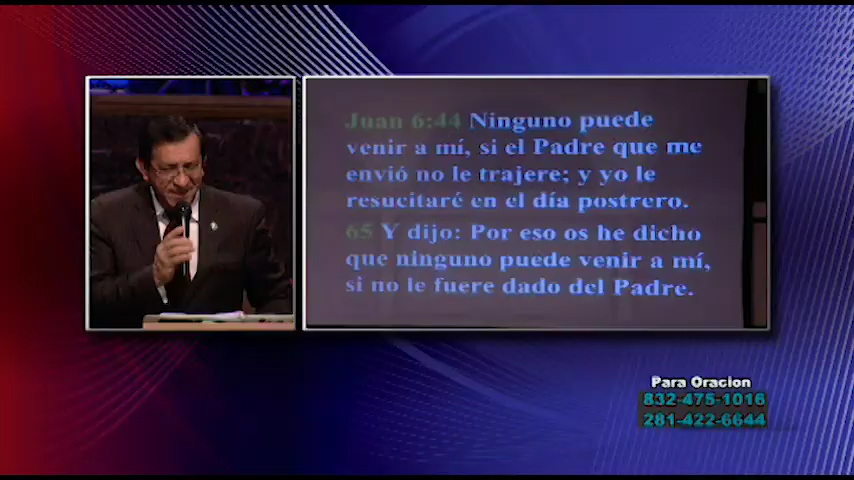 Juan 6:44 Ninguno puede
venir a mí, si el Padre que me
envió no le trajere; y yo le
resucitaré en el día postrero.
65 Y dijo: Por eso os he dicho
que ninguno puede venir a mí,
si no le fuere dado del Padre.
Para Oracion
832-475-1016
281-422-6644